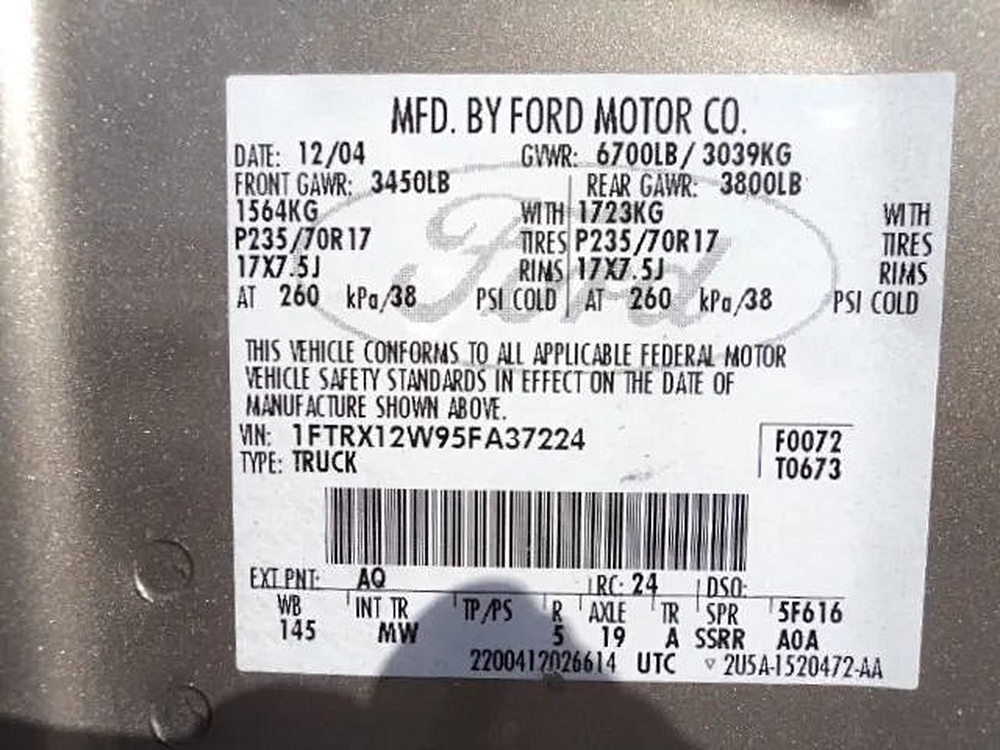 MFD. BY FORD MOTOR CO.
DATE: 12/04 GVWR: 6700LB/ 3039KG
FRONT GAWR: 3450LB REAR GAWR: 3800LB
1564KG WITH 1723KG WITH
P235/70R17 TIRES P235/70R17 TIRES
17X7.5J RIMS 17X7.5J RIMS
AT 260 kPa/38 PSI COLD AT 260 kPa/38 PSI COLD
Ford
THIS VEHICLE CONFORMS TO ALL APPLICABLE FEDERAL MOTOR
VEHICLE SAFETY STANDARDS IN EFFECT ON THE DATE OF
MANUFACTURE SHOWN ABOVE.
VIN: 1FTRX12W95FA37224 F0072
TYPE: TRUCK T0673
EXT PNT: AQ RC: 24 DSO:
WB INT TR TP/PS R AXLE TR SPR 5F616
145 MW 5 19 A SSRR A0A
2200412026614 UTC ▽ 2U5A-1520472-AA